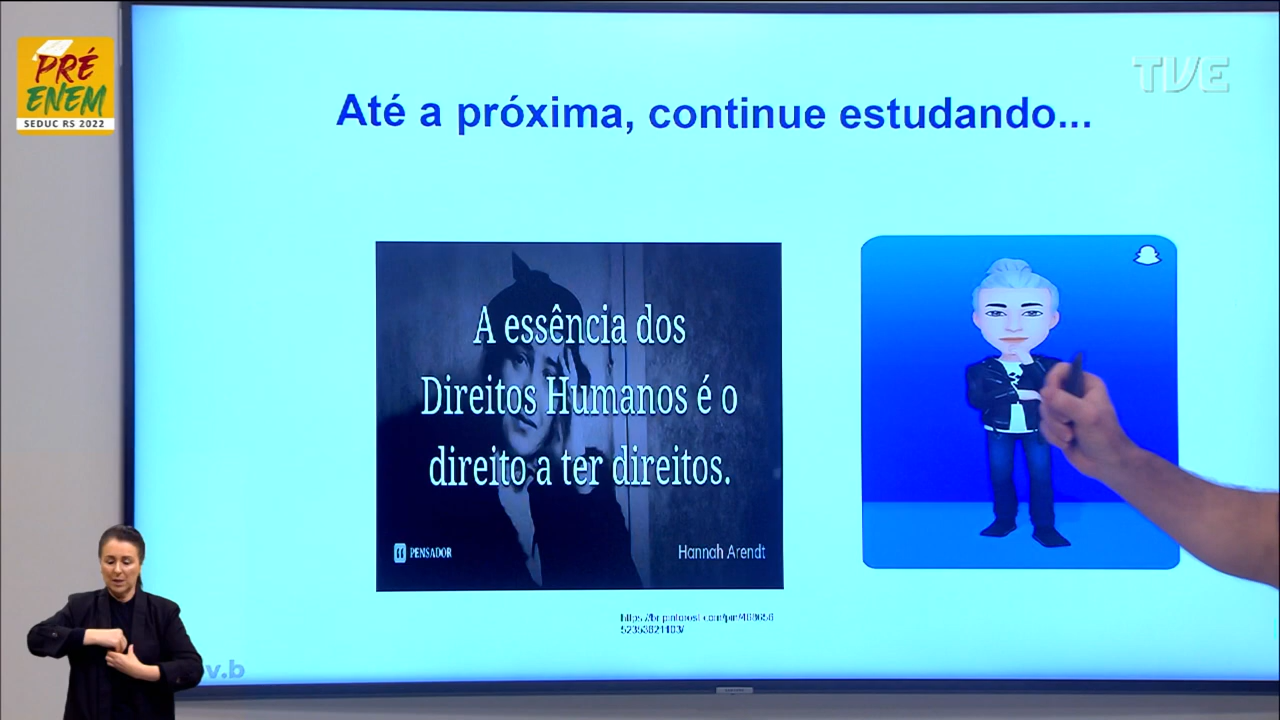 PRÉ
ENEM
SEDUC RS 2022
TVE
Até a próxima, continue estudando...
A essência dos
Direitos Humanos é o
direito a ter direitos.
PENSADOR
Hannah Arendt
ov.b